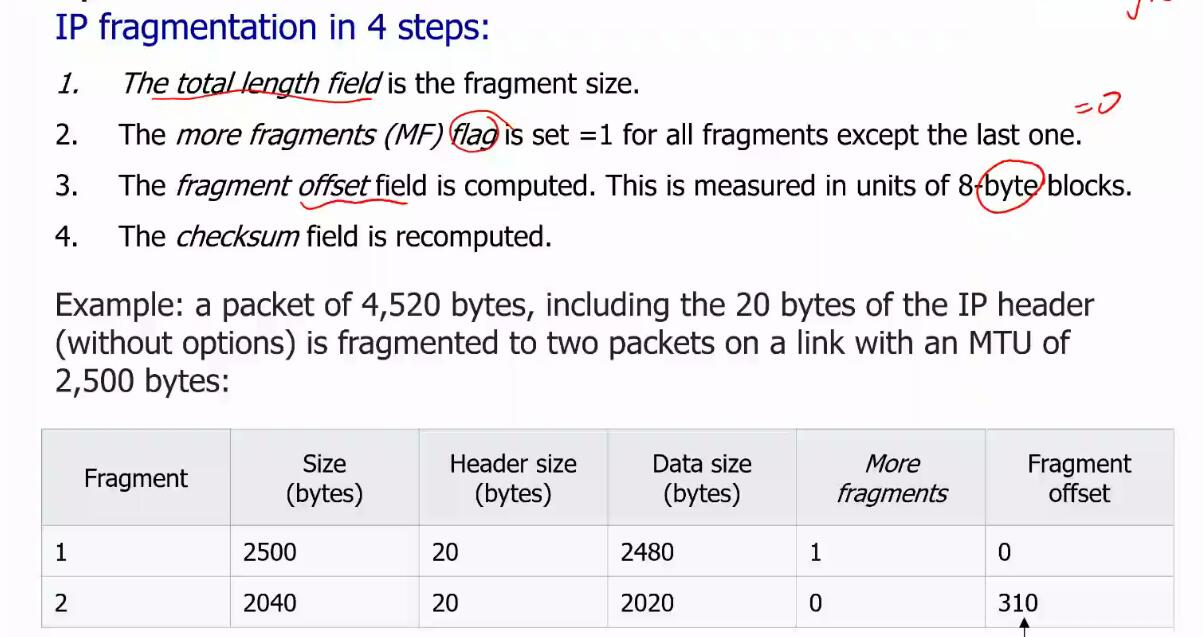 IP fragmentation in 4 steps:
1. The total length field is the fragment size.
=0
2. The more fragments (MF) flag is set =1 for all fragments except the last one.
3. The fragment offset field is computed. This is measured in units of 8-byte blocks.
4. The checksum field is recomputed.
Example: a packet of 4,520 bytes, including the 20 bytes of the IP header
(without options) is fragmented to two packets on a link with an MTU of
2,500 bytes:
Fragment Size (bytes) Header size (bytes) Data size (bytes) More fragments Fragment offset
1 2500 20 2480 1 0
2 2040 20 2020 0 310